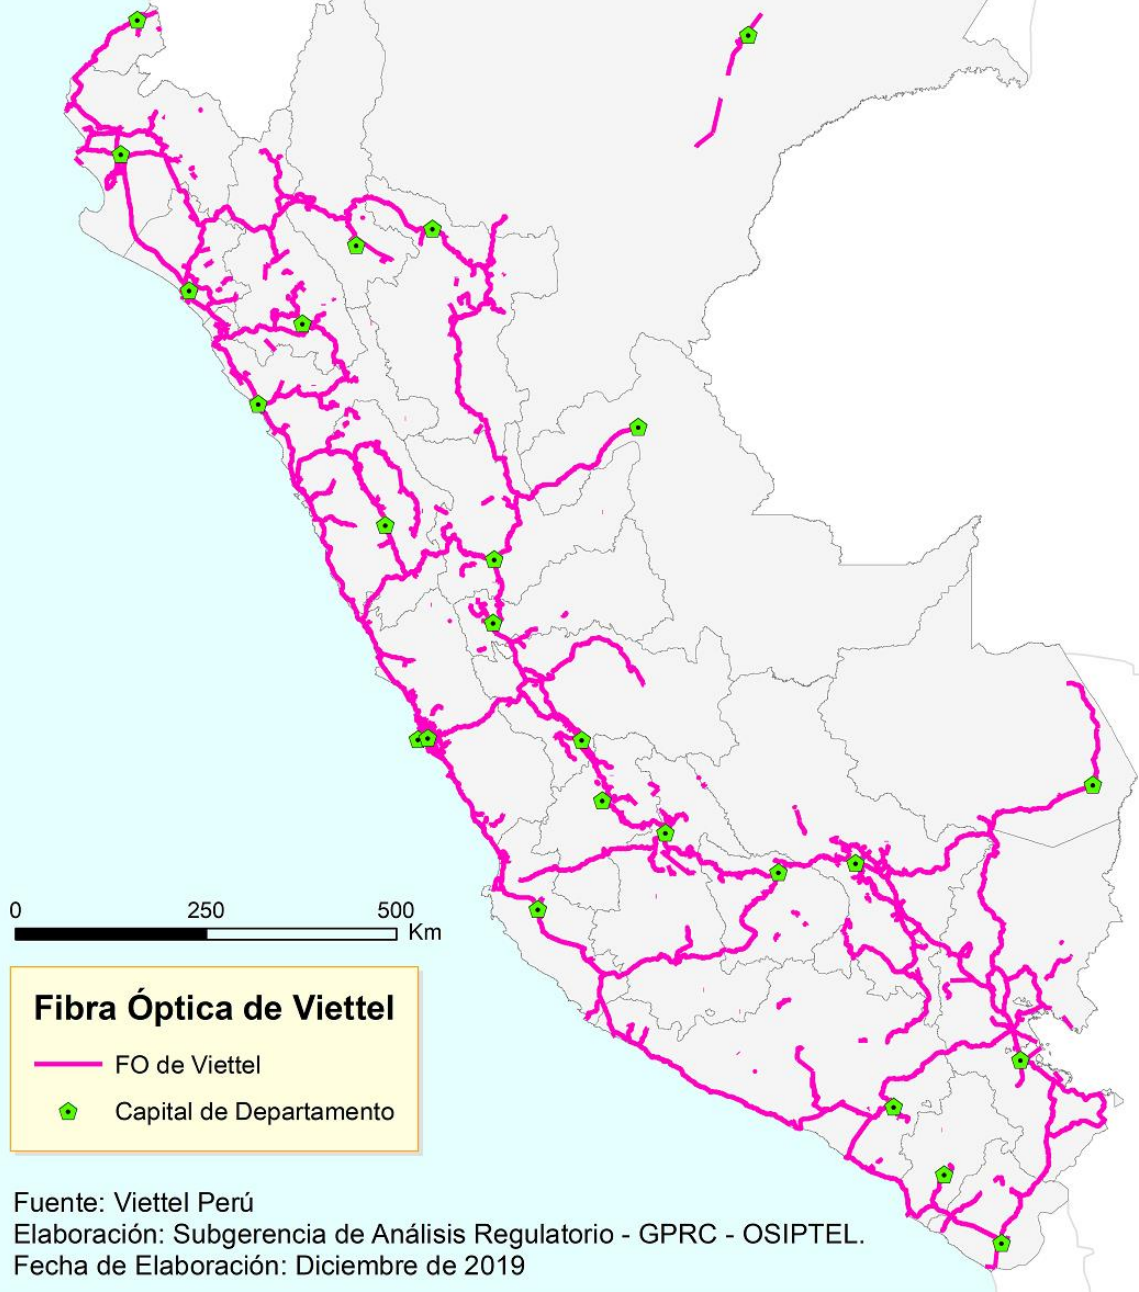 0 250 500
Km
Fibra Óptica de Viettel
FO de Viettel
Capital de Departamento
Fuente: Viettel Perú
Elaboración: Subgerencia de Análisis Regulatorio - GPRC - OSIPTEL.
Fecha de Elaboración: Diciembre de 2019